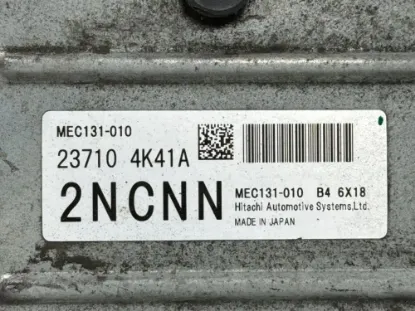 MEC131-010
23710 4K41A
2NCNN
MEC131-010 B4 6X18
Hitachi Automotive Systems,Ltd.
MADE IN JAPAN